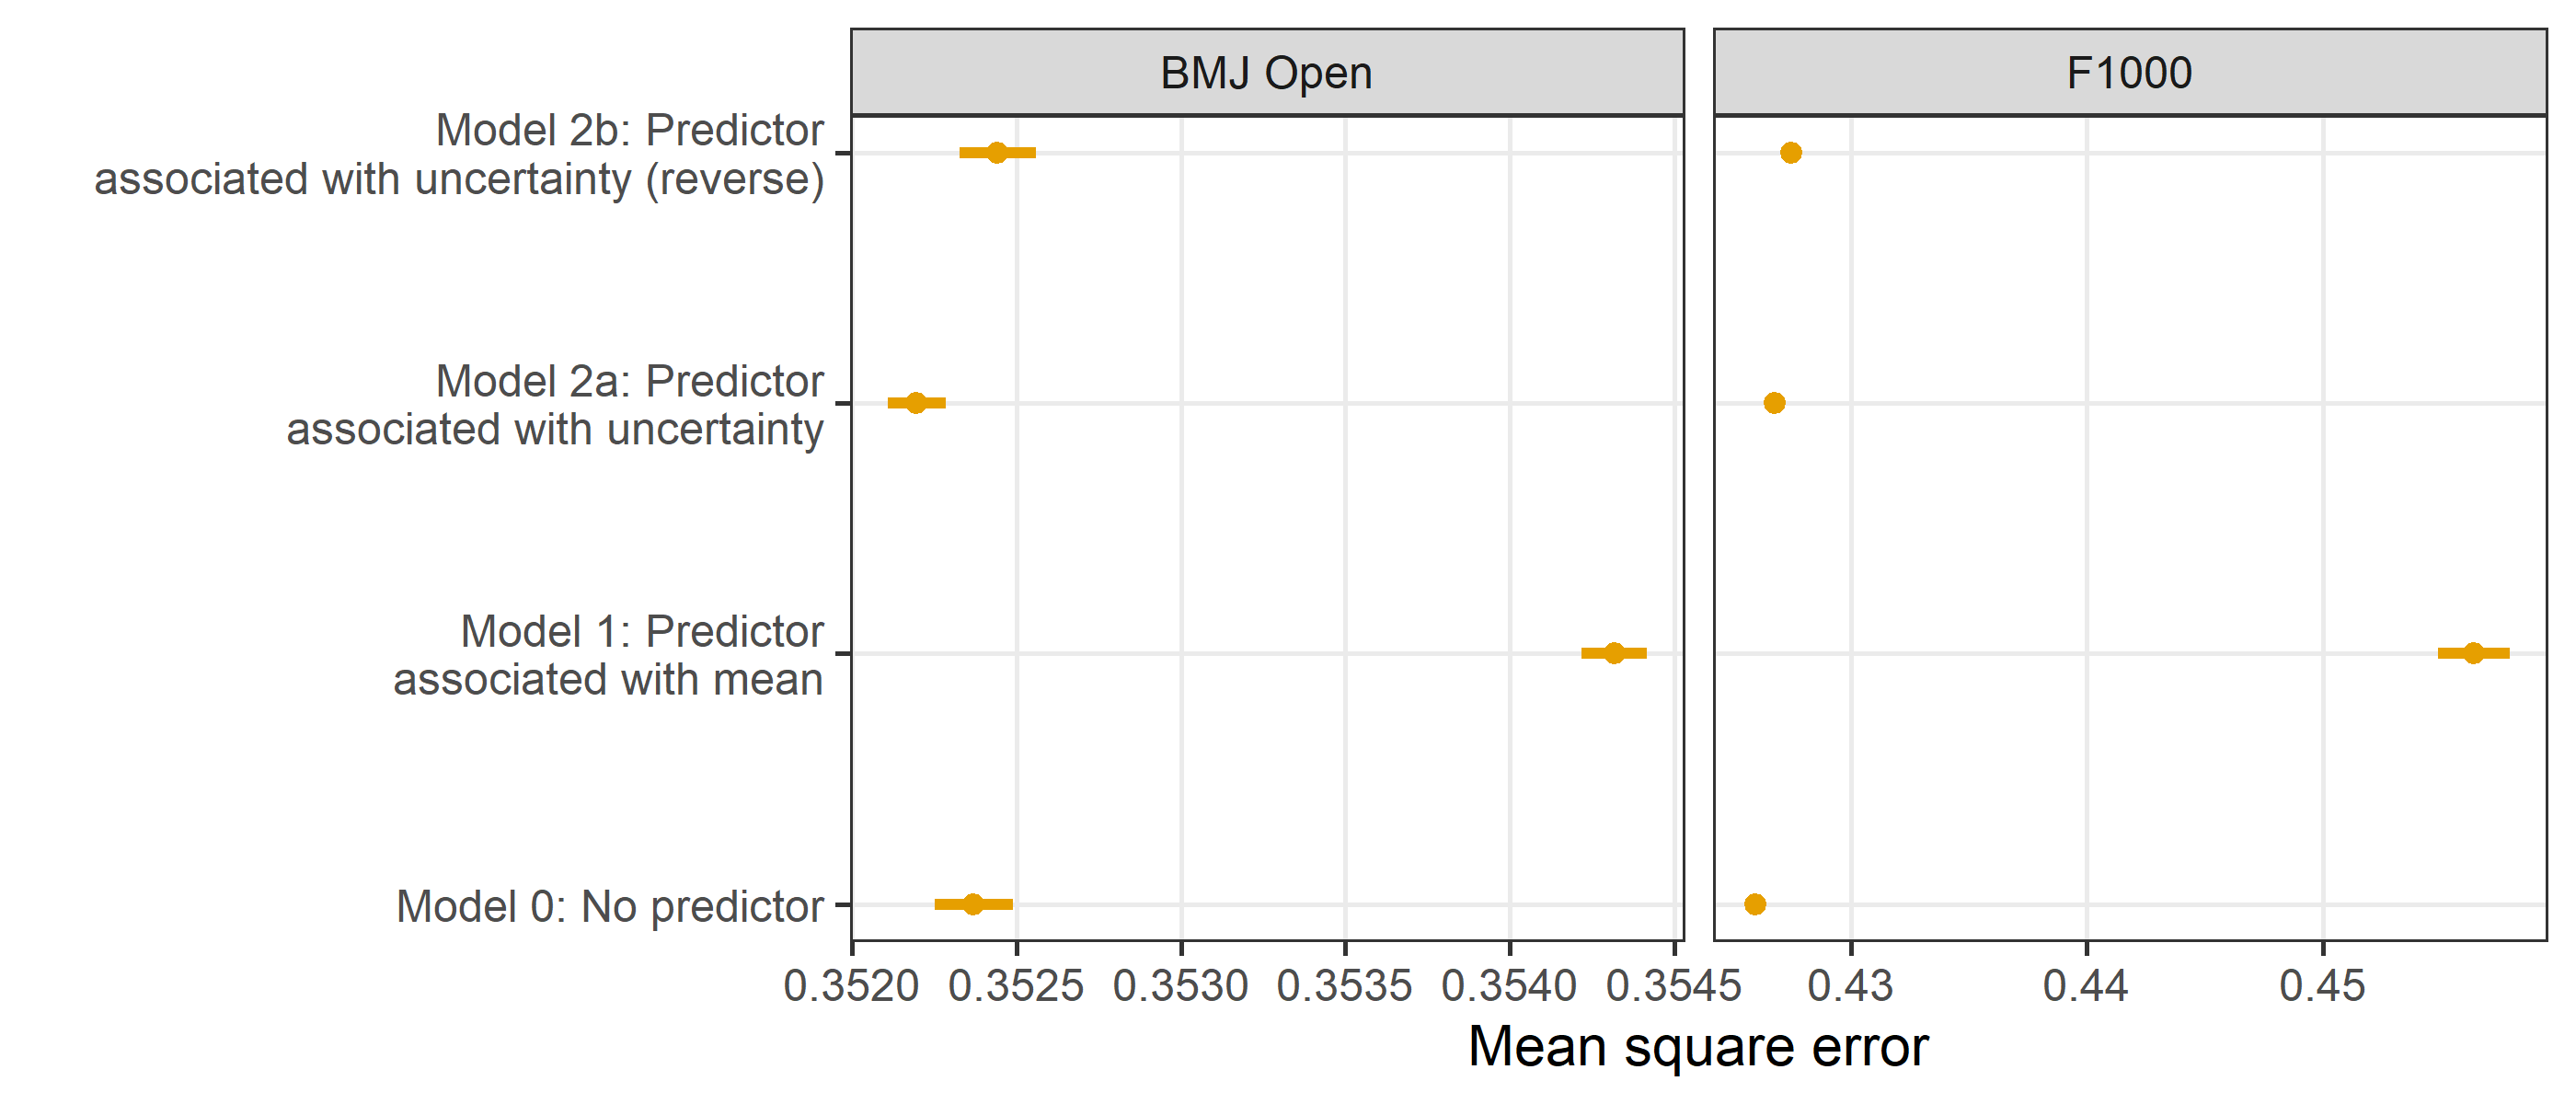 BMJ Open
F1000
Model 2b: Predictor
associated with uncertainty (reverse)
Model 2a: Predictor
associated with uncertainty
Model 1: Predictor
associated with mean
Model 0: No predictor
0.3520 0.3525 0.3530 0.3535 0.3540 0.3545 0.43 0.44 0.45
Mean square error